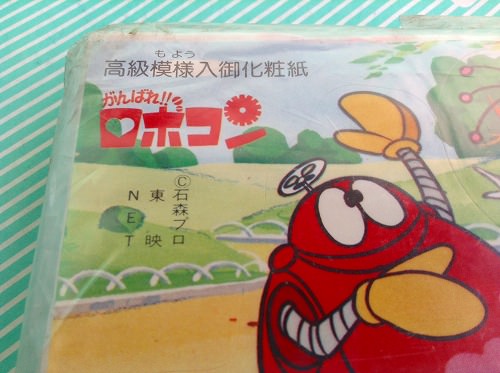 もよう
高級模様入御化粧紙
がんばれ!!
ロボコン
©石森プロ
東映
NET